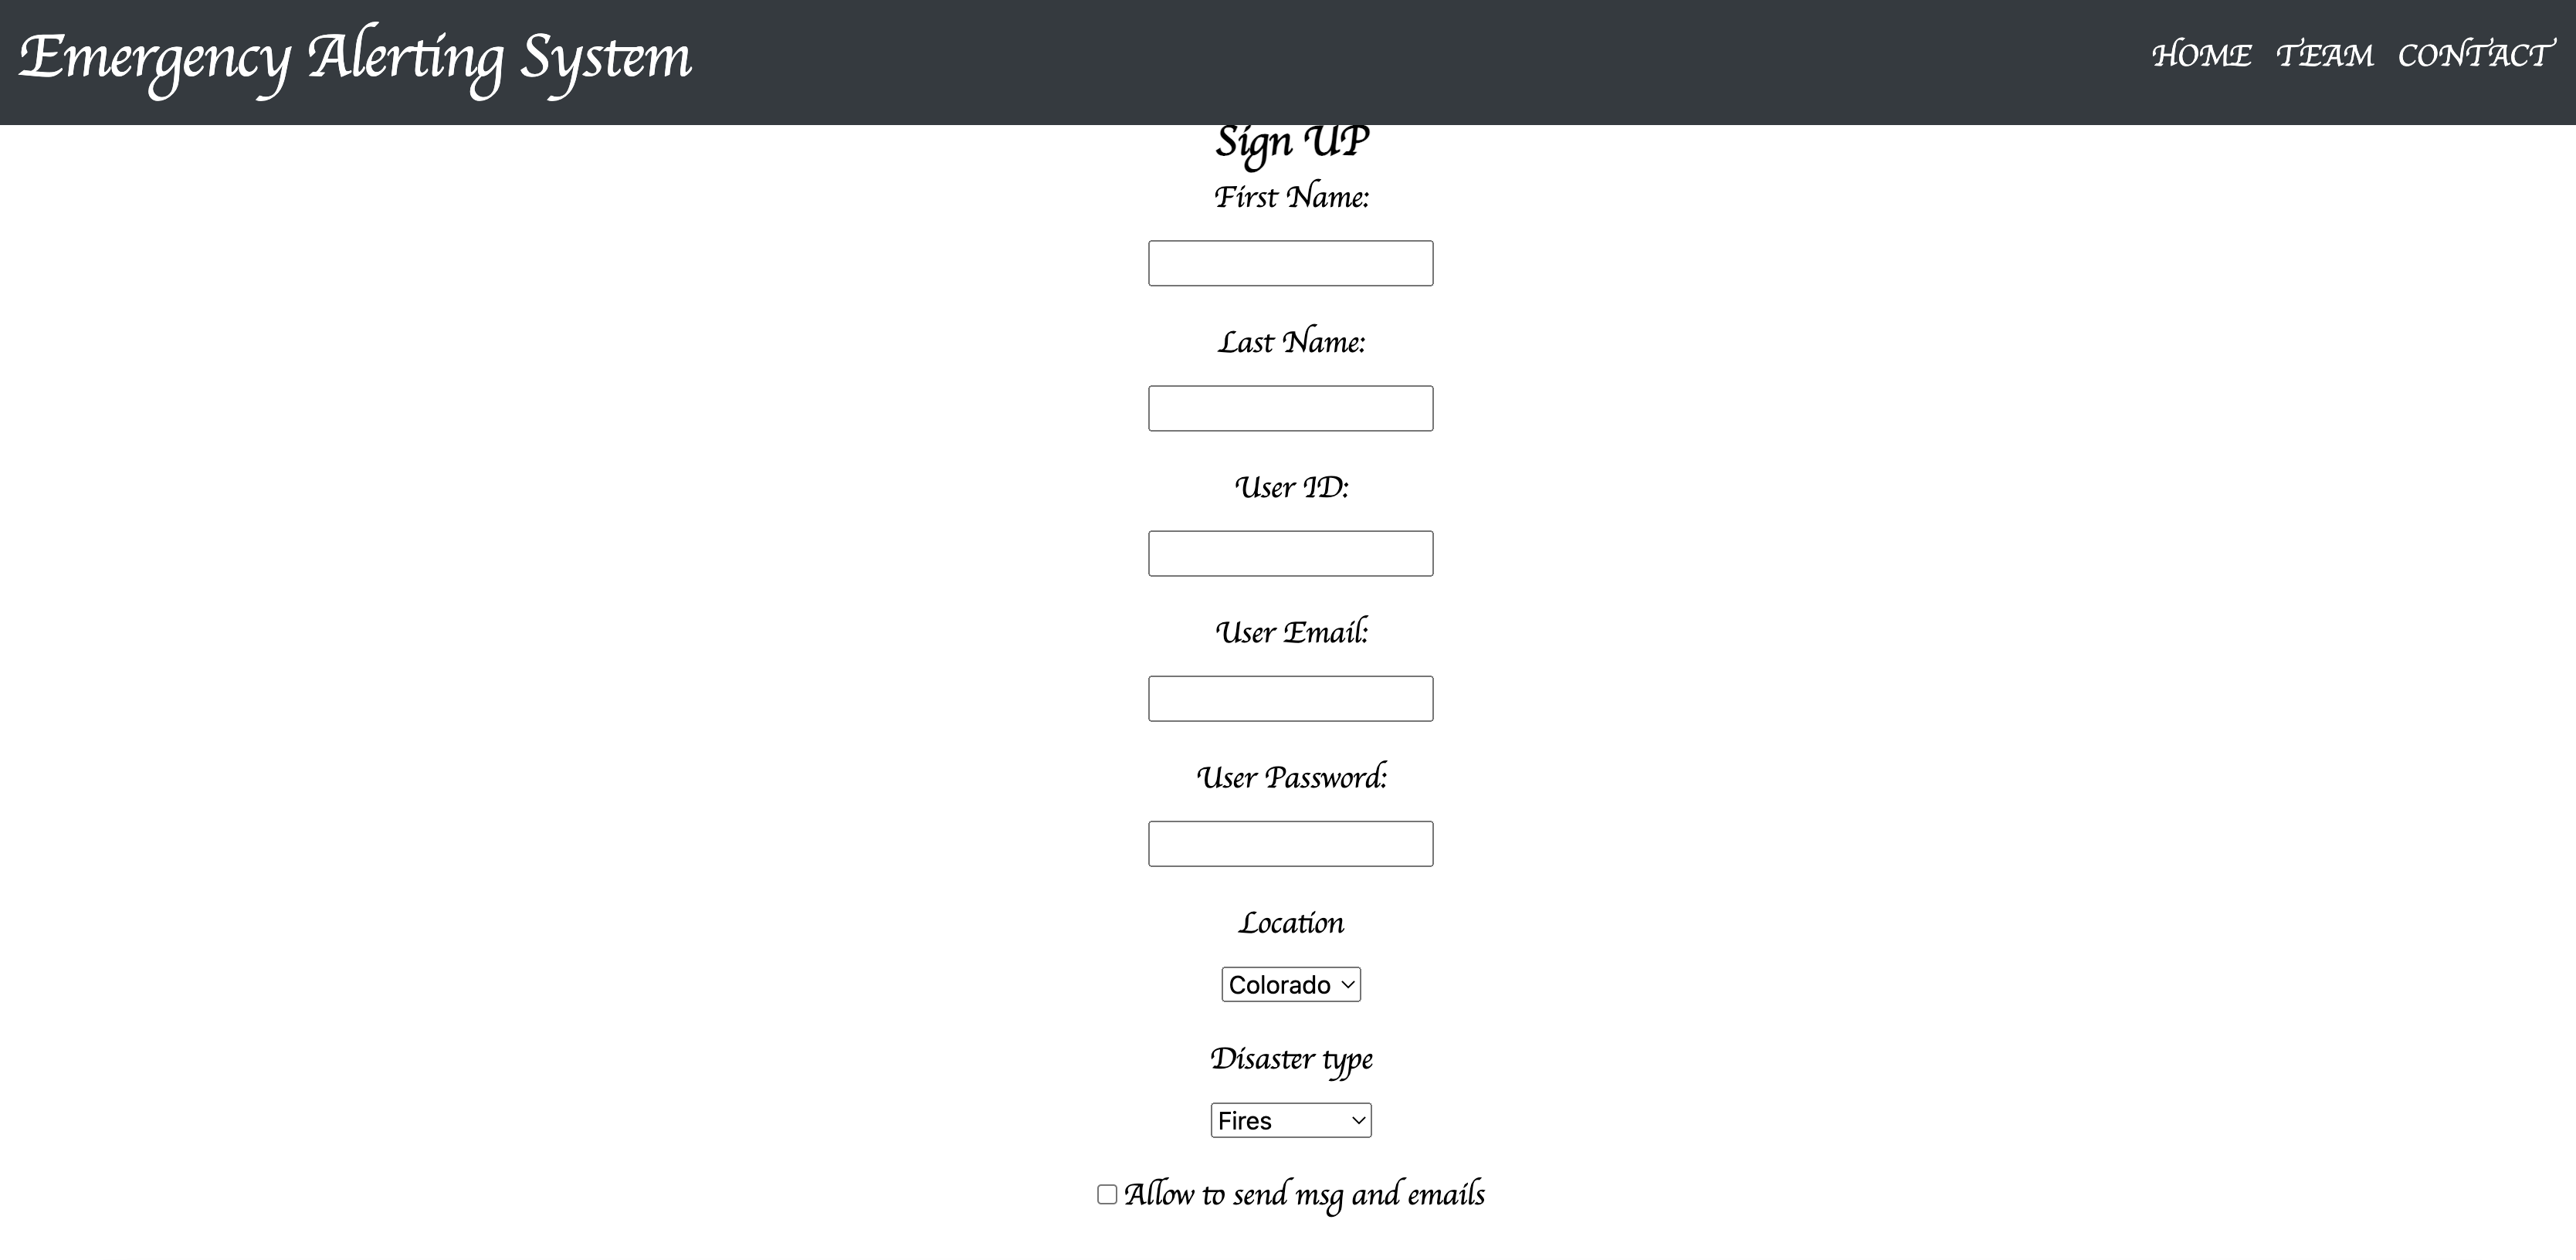 Emergency Alerting System
HOME TEAM CONTACT
Sign UP
First Name:
Last Name:
User ID:
User Email:
User Password:
Location
Colorado
Disaster type
Fires
Allow to send msg and emails